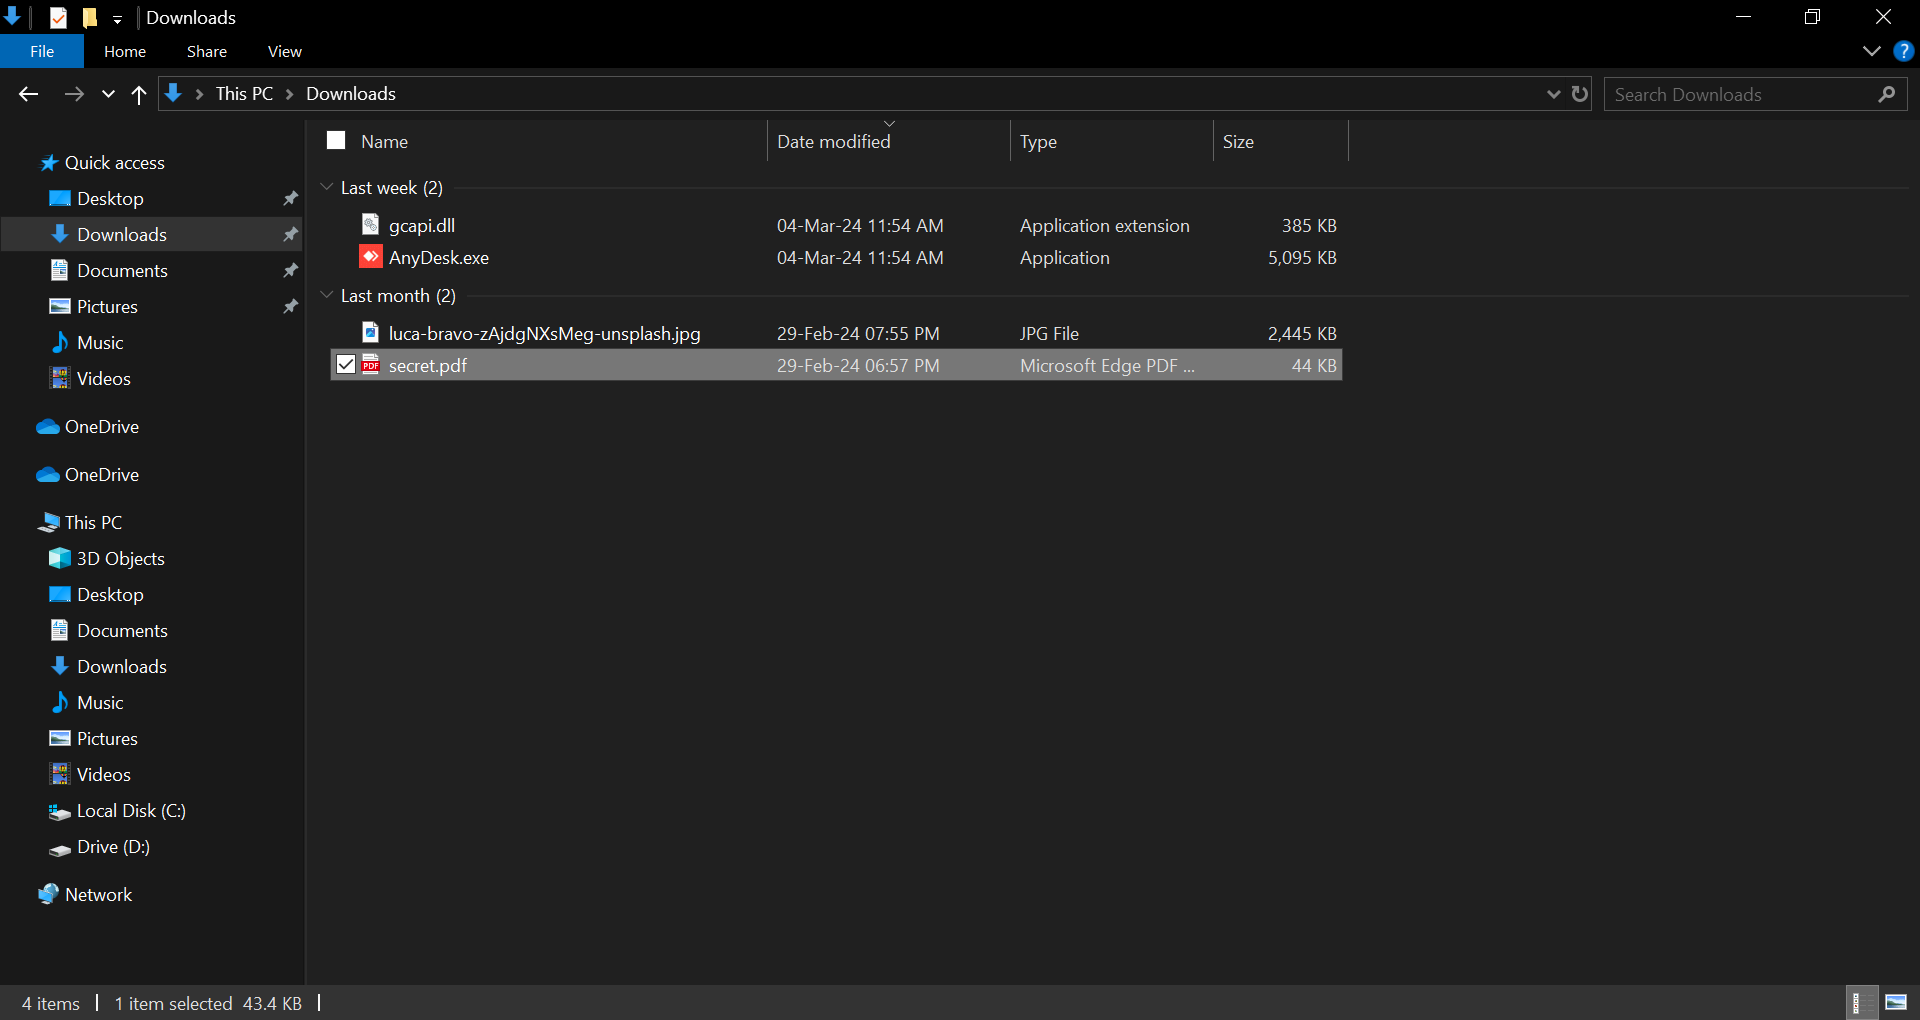 Downloads
File Home Share View
?
This PC > Downloads
Search Downloads
Quick access
Desktop
Downloads
Documents
Pictures
Music
Videos
OneDrive
OneDrive
This PC
3D Objects
Desktop
Documents
Downloads
Music
Pictures
Videos
Local Disk (C:)
Drive (D:)
Network
Name Date modified Type Size
Last week (2)
gcapi.dll 04-Mar-24 11:54 AM Application extension 385 KB
AnyDesk.exe 04-Mar-24 11:54 AM Application 5,095 KB
Last month (2)
luca-bravo-zAjdgNXsMeg-unsplash.jpg 29-Feb-24 07:55 PM JPG File 2,445 KB
PDF secret.pdf 29-Feb-24 06:57 PM Microsoft Edge PDF ... 44 KB
4 items 1 item selected 43.4 KB